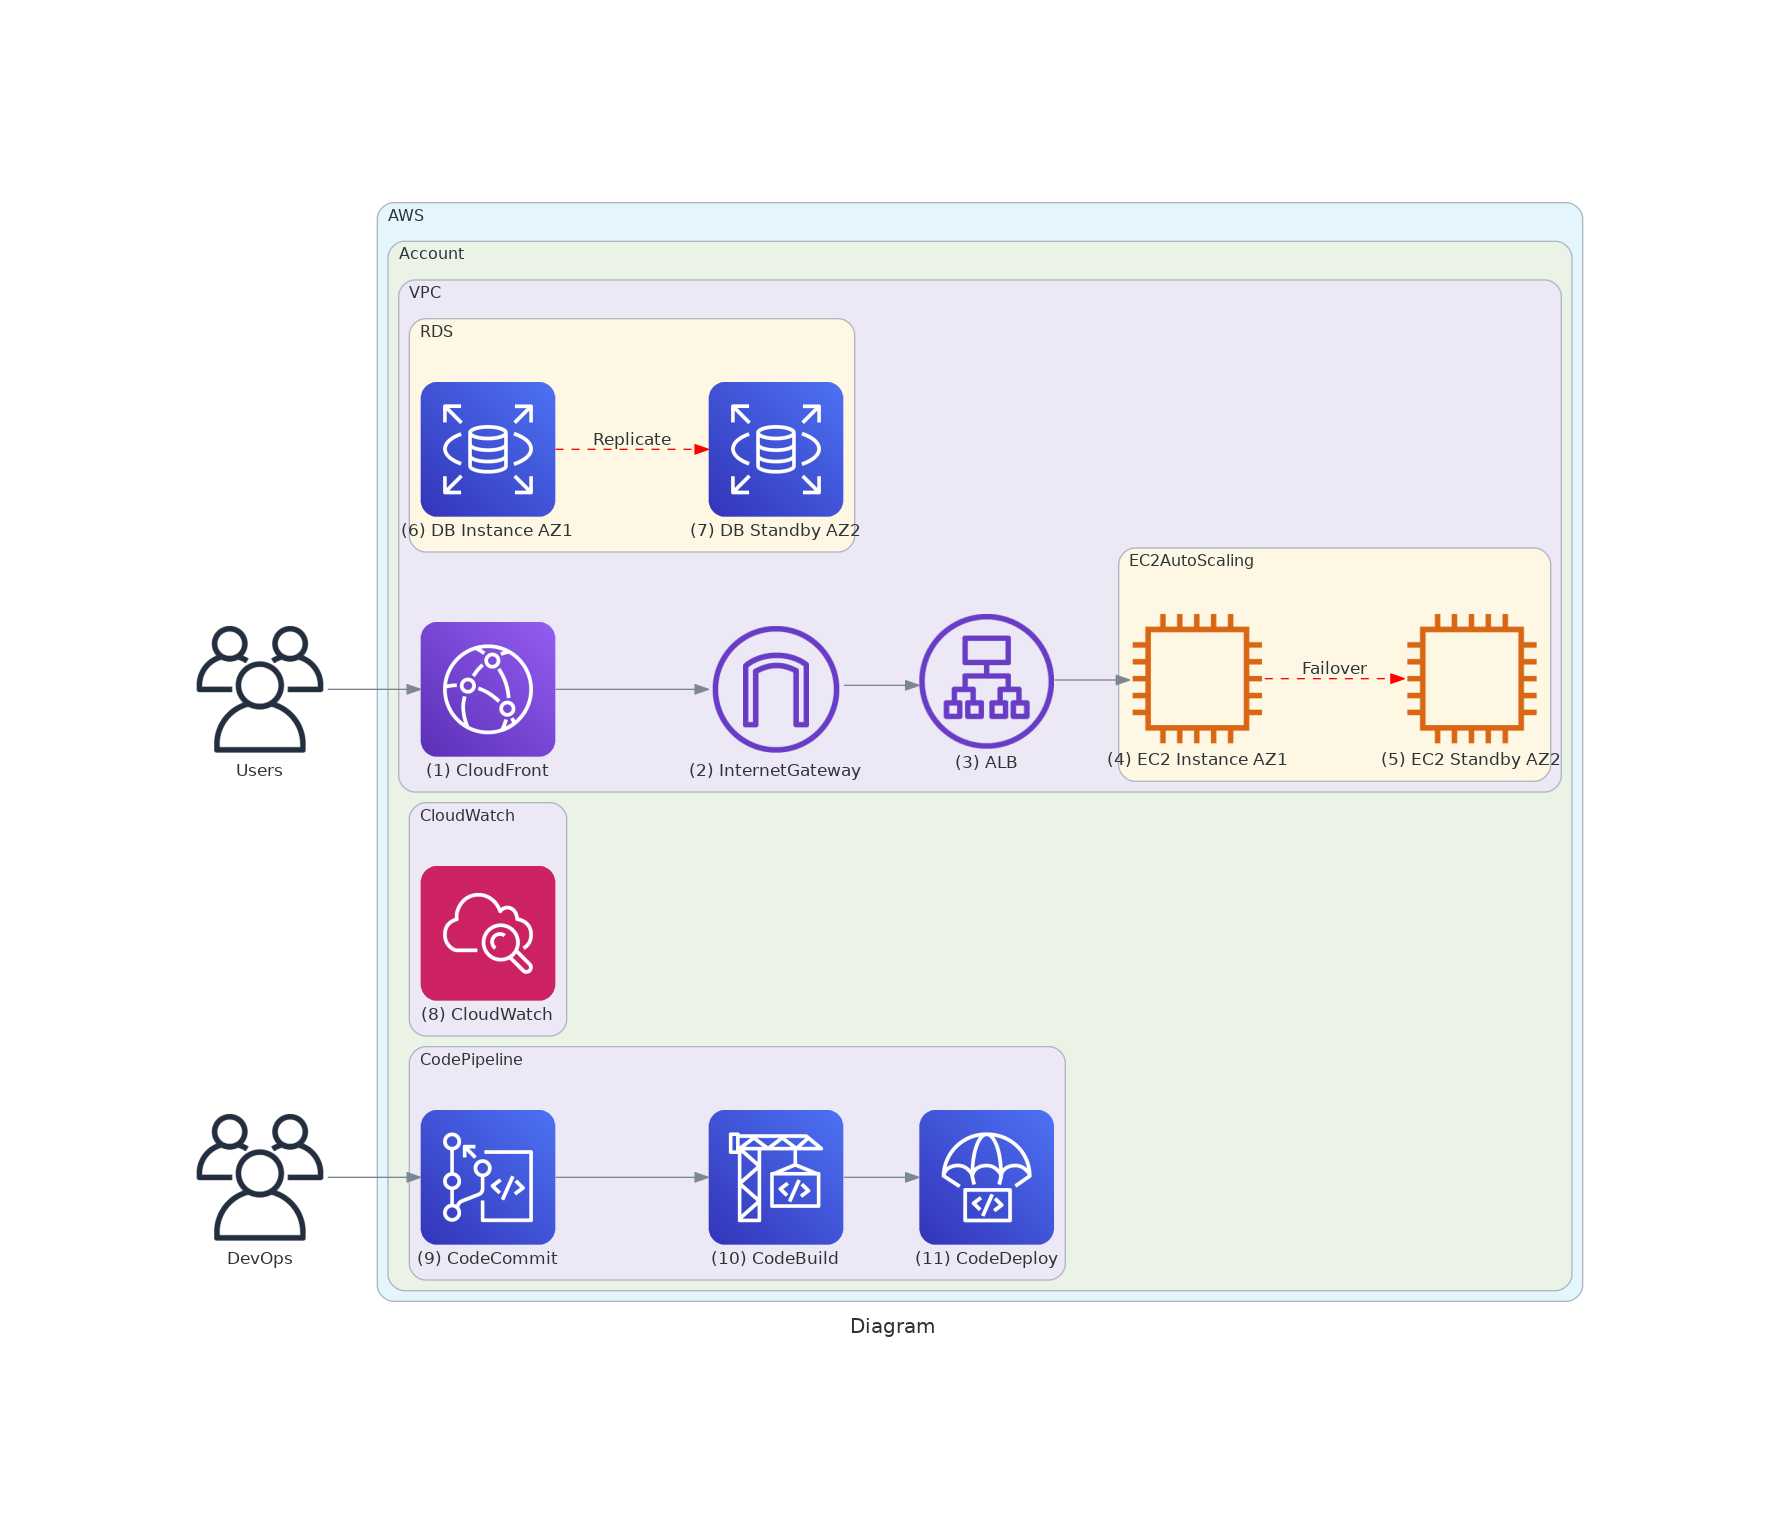 AWS
Account
VPC
RDS
Replicate
(6) DB Instance AZ1
(7) DB Standby AZ2
EC2AutoScaling
Failover
Users
(1) CloudFront
(2) InternetGateway
(3) ALB
(4) EC2 Instance AZ1
(5) EC2 Standby AZ2
CloudWatch
(8) CloudWatch
CodePipeline
DevOps
(9) CodeCommit
(10) CodeBuild
(11) CodeDeploy
Diagram